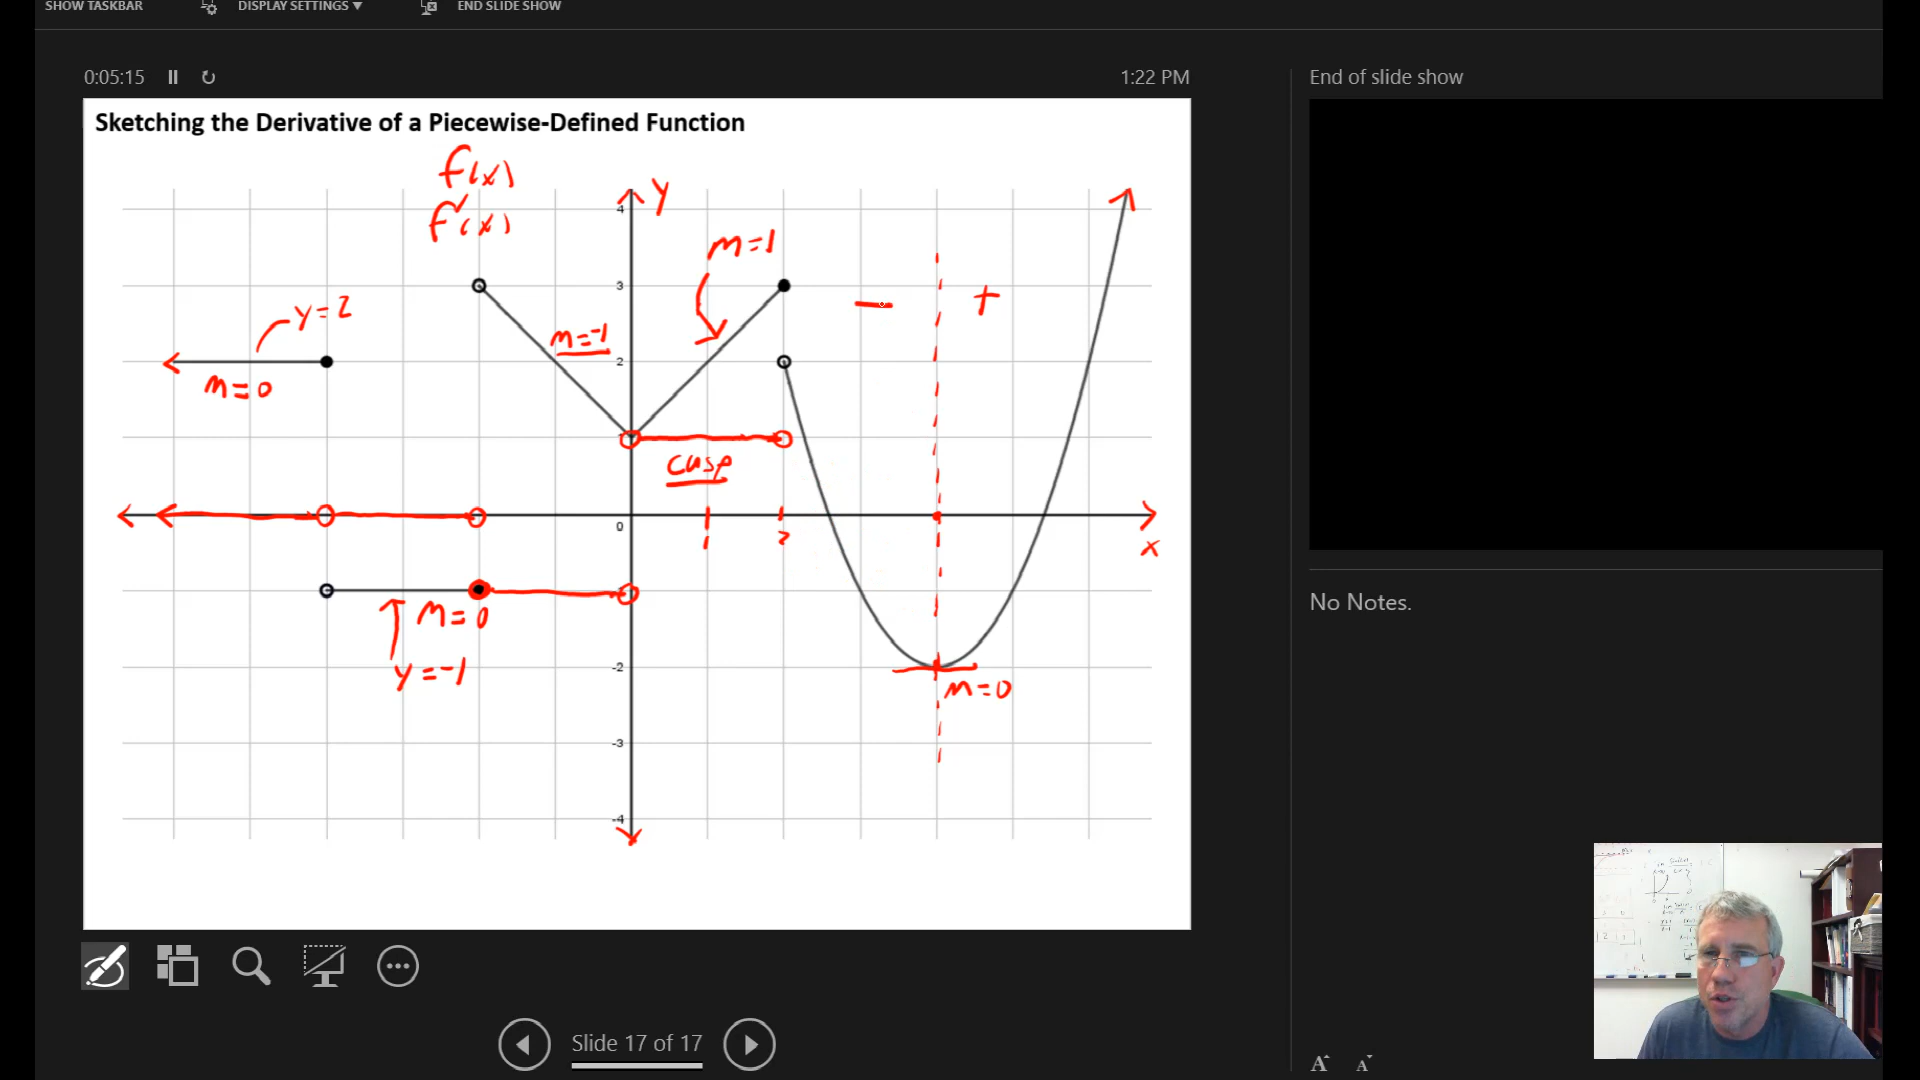 SHOW TASKBAR
DISPLAY SETTINGS ▼
END SLIDE SHOW
0:05:15
1:22 PM
End of slide show
Sketching the Derivative of a Piecewise-Defined Function
f(x)
f'(x)
y
4
m=1
3
- +
y=2
m=-1
2
m=0
cusp
0
1
2
x
m=0
y=-1
-2
m=0
-3
-4
No Notes.
Slide 17 of 17
A A